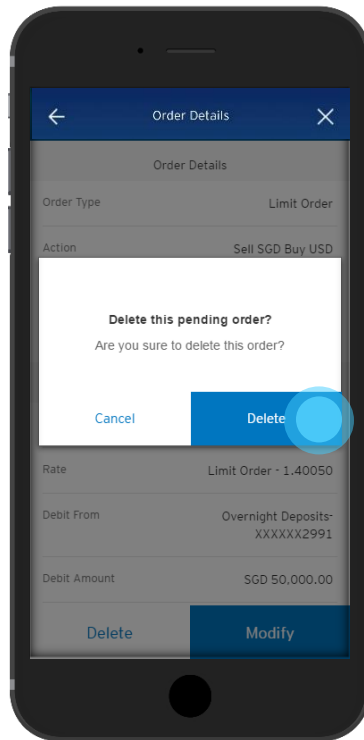 Order Details
Order Details
Order Type Limit Order
Action Sell SGD Buy USD
Delete this pending order?
Are you sure to delete this order?
Cancel Delete
Rate Limit Order - 1.40050
Debit From Overnight Deposits-
XXXXXX2991
Debit Amount SGD 50,000.00
Delete Modify